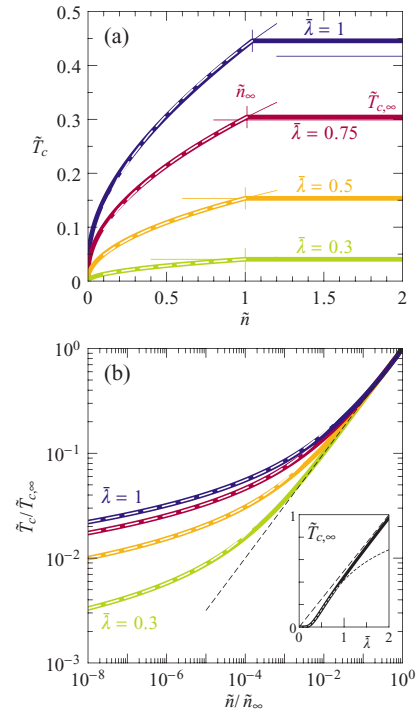 (a)
λ̄ = 1
ñ∞
T̃c,∞
λ̄ = 0.75
λ̄ = 0.5
λ̄ = 0.3
0.5
0.4
0.3
0.2
0.1
0
T̃c
0 0.5 1 1.5 2
ñ
(b)
10⁰
10⁻¹
10⁻²
10⁻³
T̃c/T̃c,∞
λ̄ = 1
λ̄ = 0.3
1
T̃c,∞
0
0 1 λ̄ 2
10⁻⁸ 10⁻⁶ 10⁻⁴ 10⁻² 10⁰
ñ/ñ∞